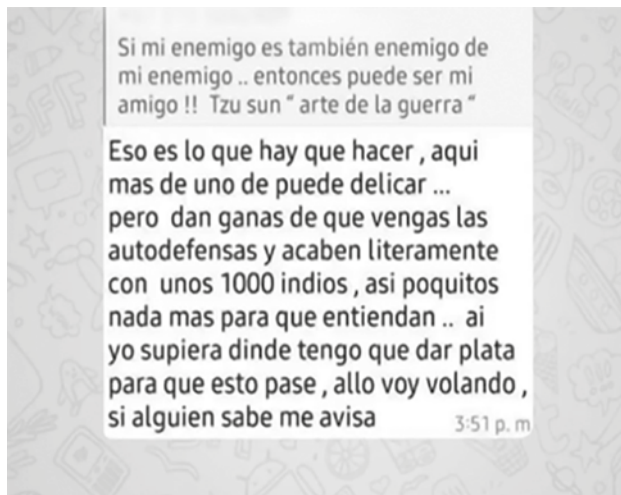 Si mi enemigo es también enemigo de
mi enemigo .. entonces puede ser mi
amigo !! Tzu sun “ arte de la guerra “
Eso es lo que hay que hacer , aqui
mas de uno de puede delicar ...
pero dan ganas de que vengas las
autodefensas y acaben literamente
con unos 1000 indios , asi poquitos
nada mas para que entiendan .. ai
yo supiera dinde tengo que dar plata
para que esto pase , allo voy volando ,
si alguien sabe me avisa
3:51 p. m